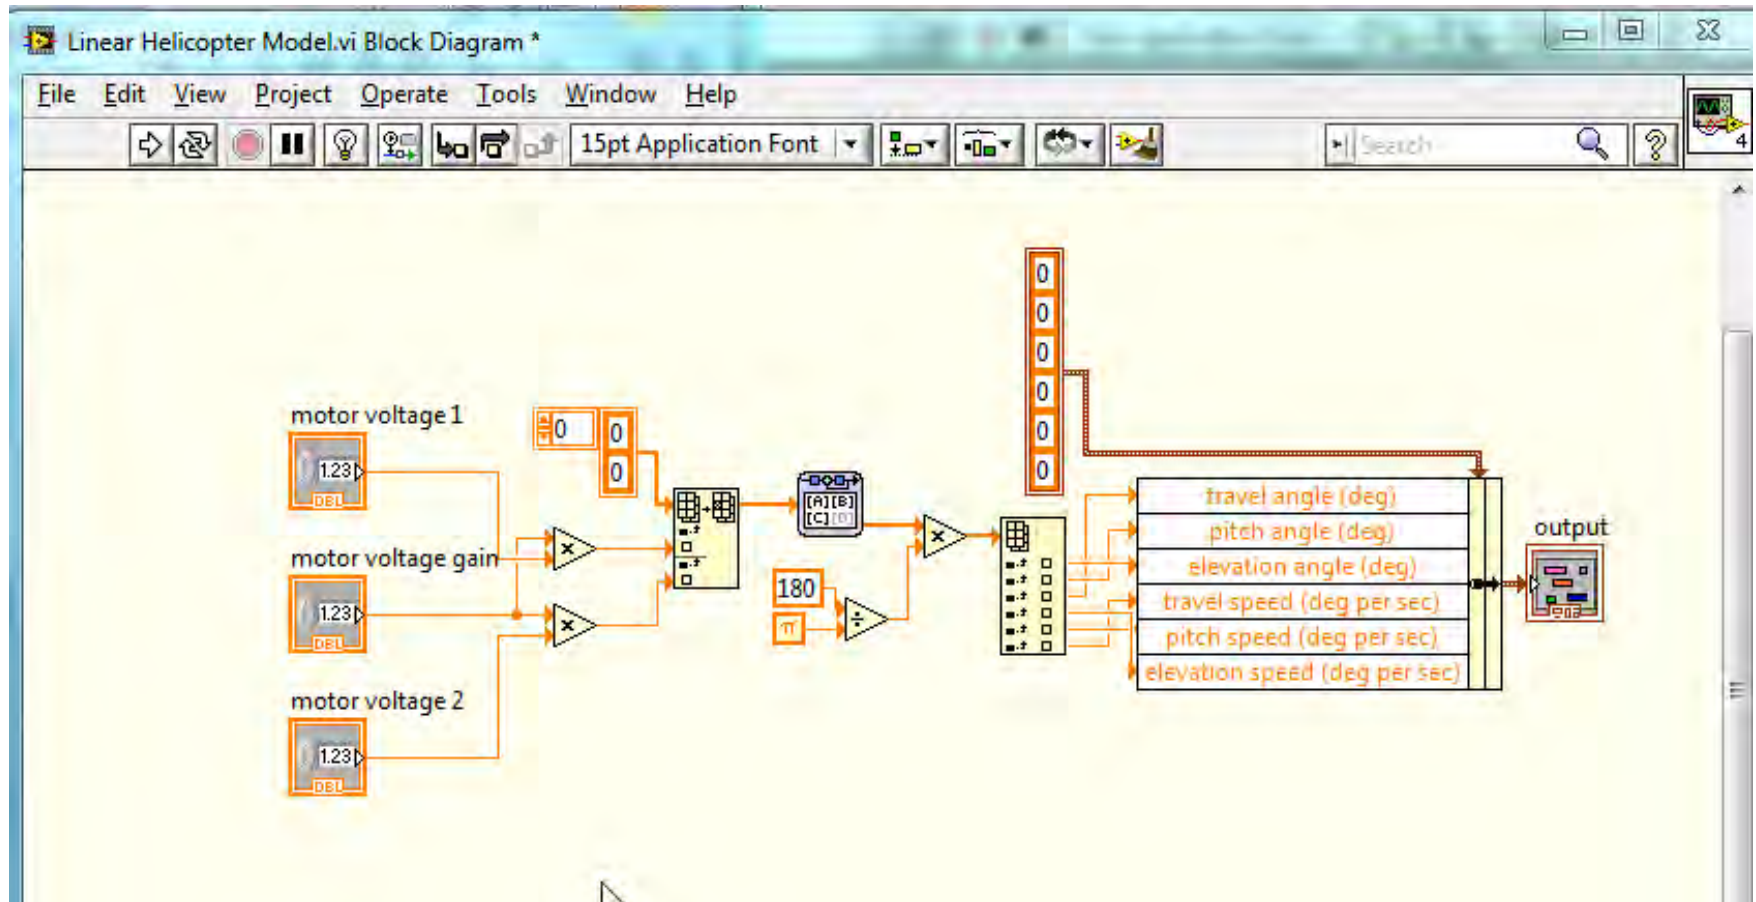 Linear Helicopter Model.vi Block Diagram *
File Edit View Project Operate Tools Window Help
15pt Application Font
Search
?
4
0
0
0
0
0
0
motor voltage 1
1.23
DBL
0
0
0
[A][B]
[C][D]
motor voltage gain
1.23
DBL
×
×
180
π
÷
×
travel angle (deg)
pitch angle (deg)
elevation angle (deg)
travel speed (deg per sec)
pitch speed (deg per sec)
elevation speed (deg per sec)
output
motor voltage 2
1.23
DBL